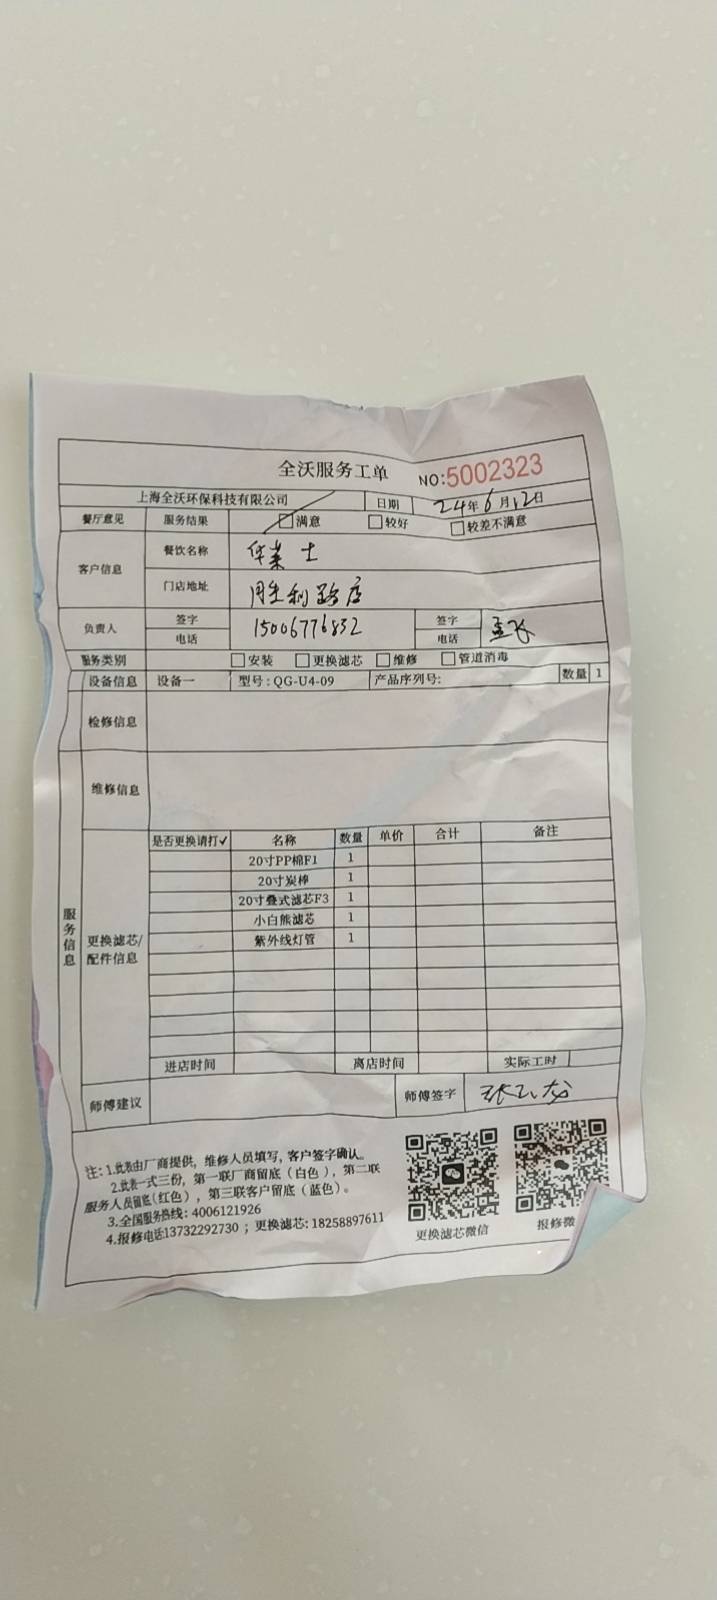 全沃服务工单 NO:5002323
上海全沃环保科技有限公司 日期 24年6月12日
餐厅意见 服务结果 满意 较好 较差不满意
客户信息 餐饮名称 华莱士
门店地址 利路店
负责人 签字 电话 15006776832 签字 电话 孟飞
服务类别 安装 更换滤芯 维修 管道消毒
设备信息 设备一 型号:QG-U4-09 产品序列号: 数量 1
检修信息
维修信息
服务信息
更换滤芯/配件信息
是否更换请打✓ 名称 数量 单价 合计 备注
20寸PP棉F1 1
20寸炭棒 1
20寸叠式滤芯F3 1
小白熊滤芯 1
紫外线灯管 1
进店时间 离店时间 实际工时
师傅建议 师傅签字 张玉龙
注:1.此表由厂商提供,维修人员填写,客户签字确认。
2.此表一式三份,第一联厂商留底(白色),第二联
服务人员留底(红色),第三联客户留底(蓝色)。
3.全国服务热线:4006121926
4.报修电话13732292730;更换滤芯:18258897611
更换滤芯微信 报修微